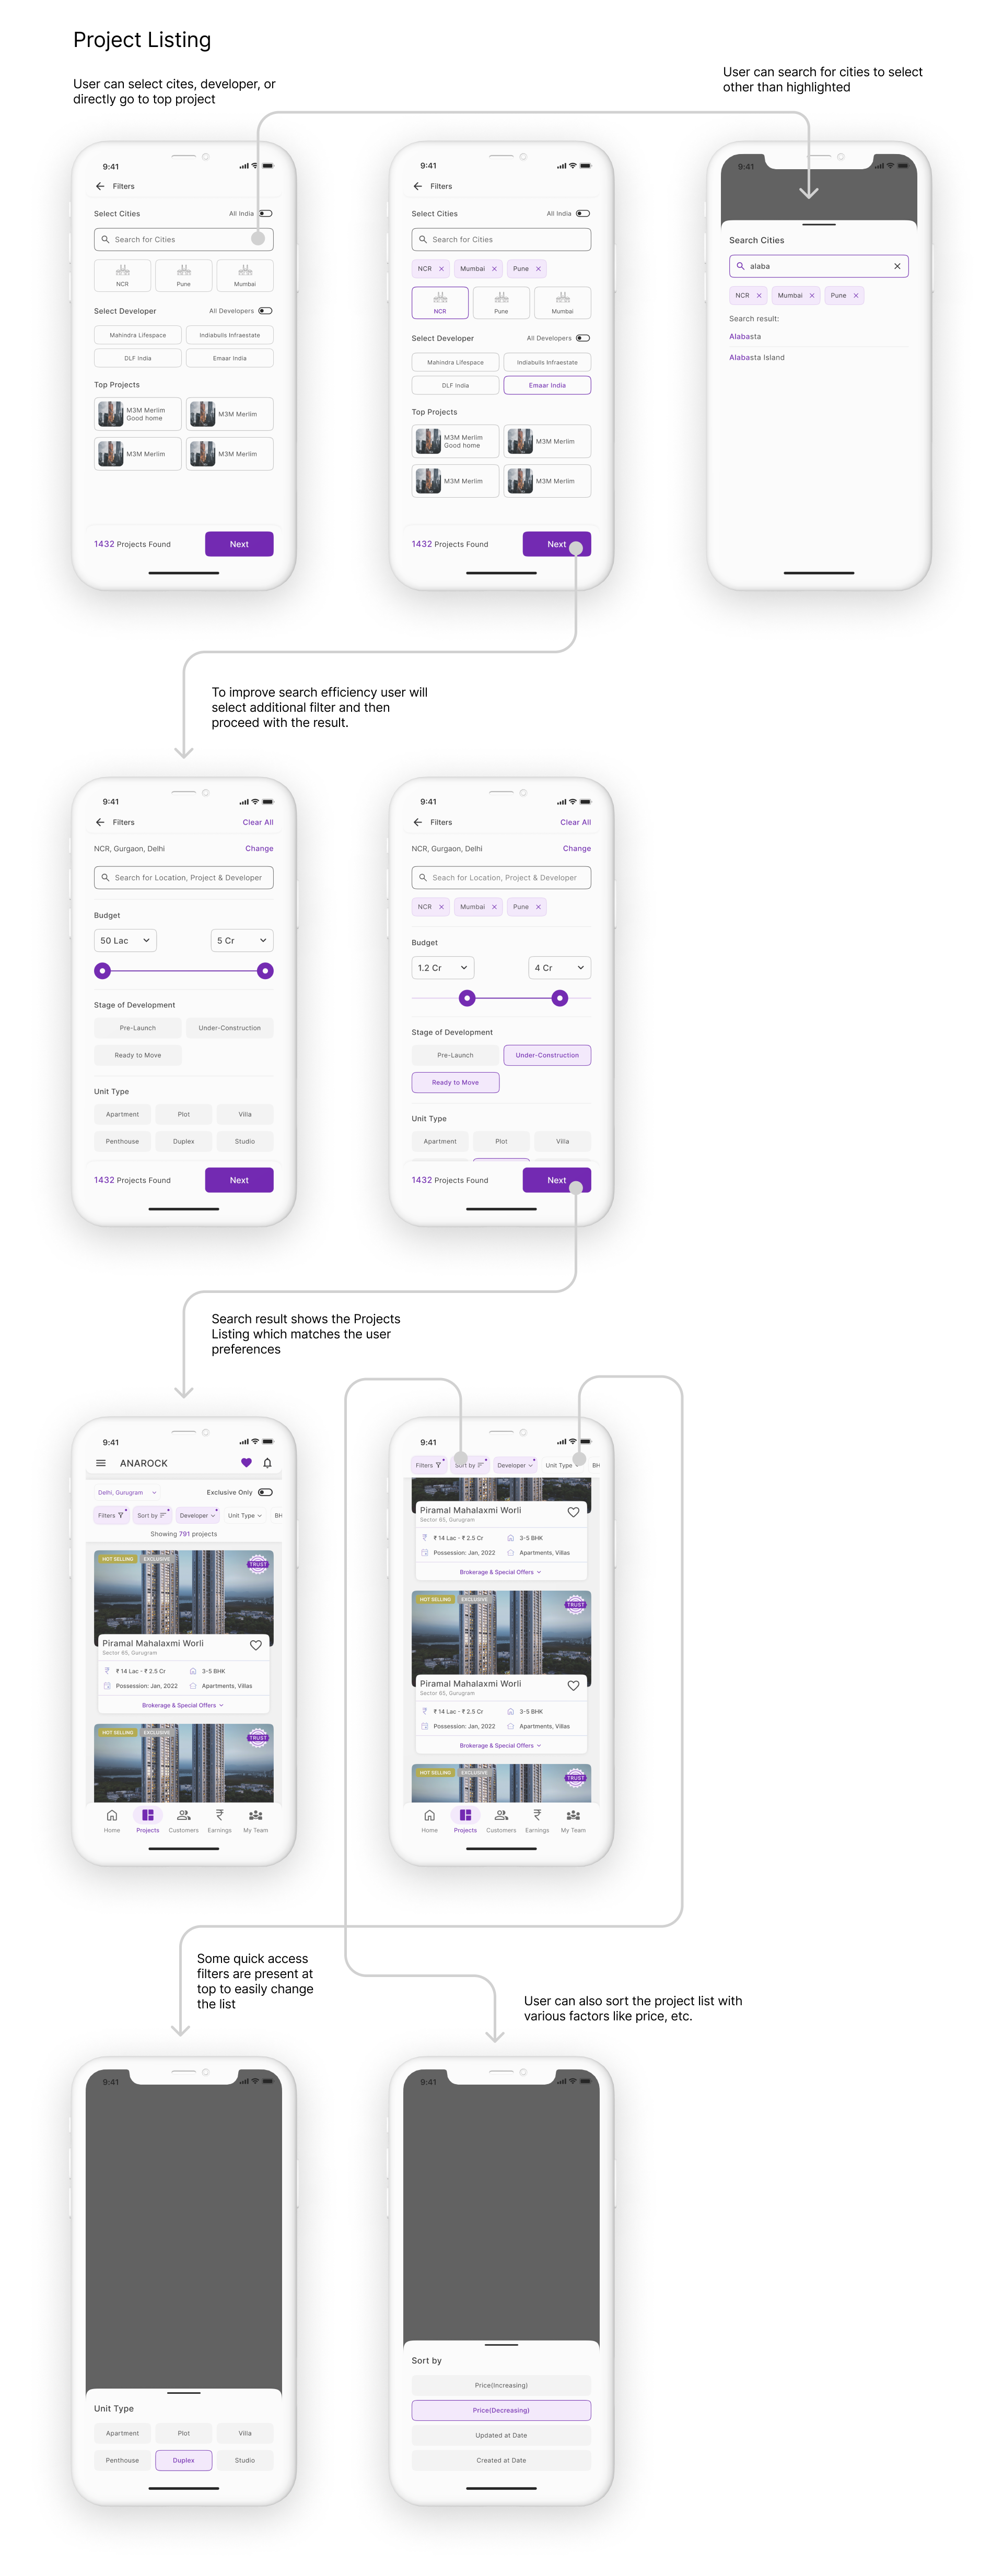 Project Listing
User can select cites, developer, or
directly go to top project
User can search for cities to select
other than highlighted
9:41
Filters
Select Cities
All India
Search for Cities
NCR
Pune
Mumbai
Select Developer
All Developers
Mahindra Lifespace
Indiabulls Infraestate
DLF India
Emaar India
Top Projects
M3M Merlim
Good home
M3M Merlim
M3M Merlim
M3M Merlim
1432 Projects Found
Next
9:41
Filters
Select Cities
All India
Search for Cities
NCR
Mumbai
Pune
NCR
Pune
Mumbai
Select Developer
All Developers
Mahindra Lifespace
Indiabulls Infraestate
DLF India
Emaar India
Top Projects
M3M Merlim
Good home
M3M Merlim
M3M Merlim
M3M Merlim
1432 Projects Found
Next
9:41
Search Cities
alaba
NCR
Mumbai
Pune
Search result:
Alabasta
Alabasta Island
To improve search efficiency user will
select additional filter and then
proceed with the result.
9:41
Filters
Clear All
NCR, Gurgaon, Delhi
Change
Search for Location, Project & Developer
Budget
50 Lac
5 Cr
Stage of Development
Pre-Launch
Under-Construction
Ready to Move
Unit Type
Apartment
Plot
Villa
Penthouse
Duplex
Studio
1432 Projects Found
Next
9:41
Filters
Clear All
NCR, Gurgaon, Delhi
Change
Seach for Location, Project & Developer
NCR
Mumbai
Pune
Budget
1.2 Cr
4 Cr
Stage of Development
Pre-Launch
Under-Construction
Ready to Move
Unit Type
Apartment
Plot
Villa
1432 Projects Found
Next
Search result shows the Projects
Listing which matches the user
preferences
9:41
ANAROCK
Delhi, Gurugram
Exclusive Only
Filters
Sort by
Developer
Unit Type
BH
Showing 791 projects
HOT SELLING
EXCLUSIVE
TRUST
Piramal Mahalaxmi Worli
Sector 65, Gurugram
₹ 14 Lac - ₹ 2.5 Cr
3-5 BHK
Possession: Jan, 2022
Apartments, Villas
Brokerage & Special Offers
HOT SELLING
EXCLUSIVE
TRUST
Home
Projects
Customers
Earnings
My Team
9:41
Filters
Sort by
Developer
Unit Type
BH
Piramal Mahalaxmi Worli
Sector 65, Gurugram
₹ 14 Lac - ₹ 2.5 Cr
3-5 BHK
Possession: Jan, 2022
Apartments, Villas
Brokerage & Special Offers
HOT SELLING
EXCLUSIVE
TRUST
Piramal Mahalaxmi Worli
Sector 65, Gurugram
₹ 14 Lac - ₹ 2.5 Cr
3-5 BHK
Possession: Jan, 2022
Apartments, Villas
Brokerage & Special Offers
HOT SELLING
EXCLUSIVE
TRUST
Home
Projects
Customers
Earnings
My Team
Some quick access
filters are present at
top to easily change
the list
User can also sort the project list with
various factors like price, etc.
9:41
Unit Type
Apartment
Plot
Villa
Penthouse
Duplex
Studio
9:41
Sort by
Price(Increasing)
Price(Decreasing)
Updated at Date
Created at Date